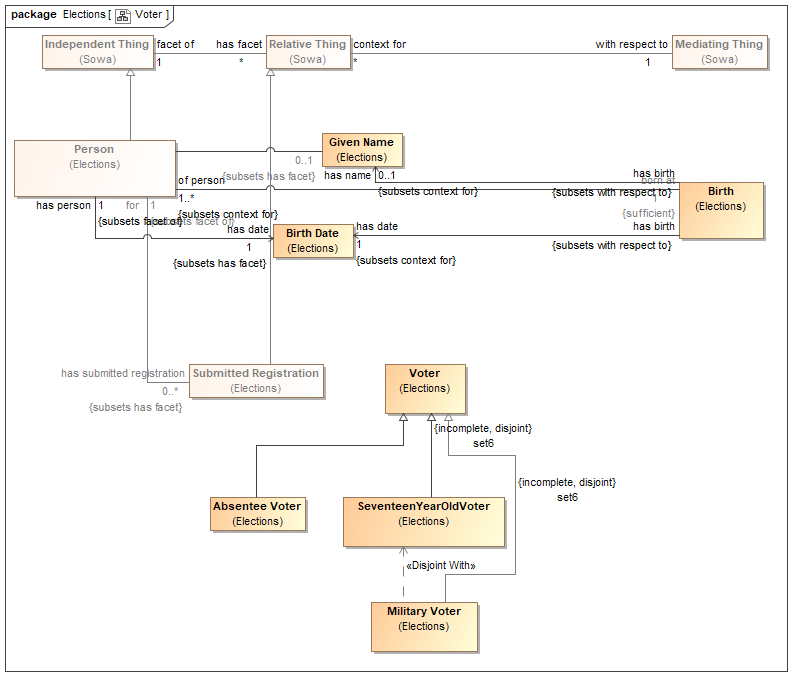 package Elections [ Voter ]
Independent Thing
(Sowa)
facet of
1
has facet
*
Relative Thing
(Sowa)
context for
*
with respect to
1
Mediating Thing
(Sowa)
Person
(Elections)
0..1
{subsets has facet}
Given Name
(Elections)
has name
0..1
{subsets context for}
of person
1..*
{subsets context for}
has birth
born at
{subsets with respect to}
1
{sufficient}
has birth
{subsets with respect to}
Birth
(Elections)
has person
1
{subsets facet of}
for
1
{subsets facet of}
has date
1
{subsets has facet}
Birth Date
(Elections)
has date
1
{subsets context for}
has submitted registration
0..*
{subsets has facet}
Submitted Registration
(Elections)
Voter
(Elections)
{incomplete, disjoint}
set6
{incomplete, disjoint}
set6
Absentee Voter
(Elections)
SeventeenYearOldVoter
(Elections)
«Disjoint With»
Military Voter
(Elections)